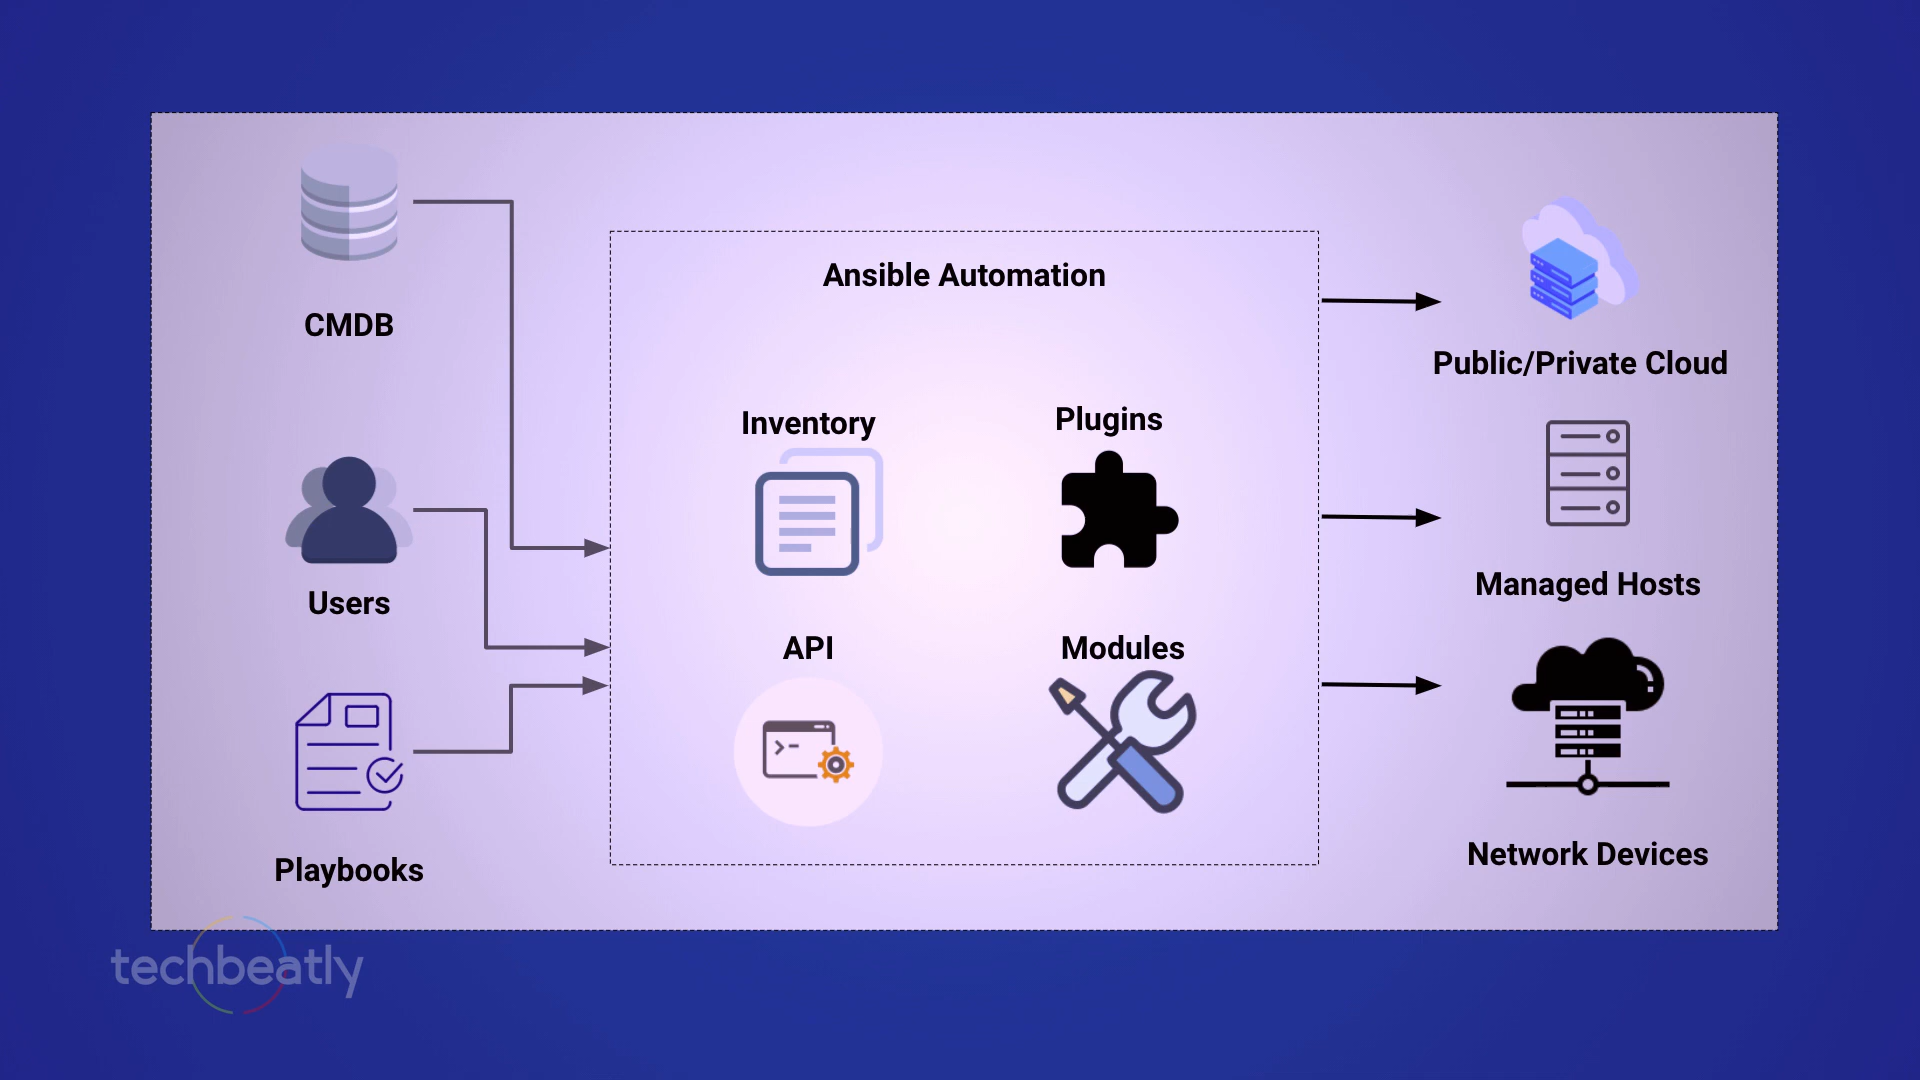 Ansible Automation
CMDB
Users
Playbooks
Inventory
Plugins
API
Modules
Public/Private Cloud
Managed Hosts
Network Devices
techbeatly